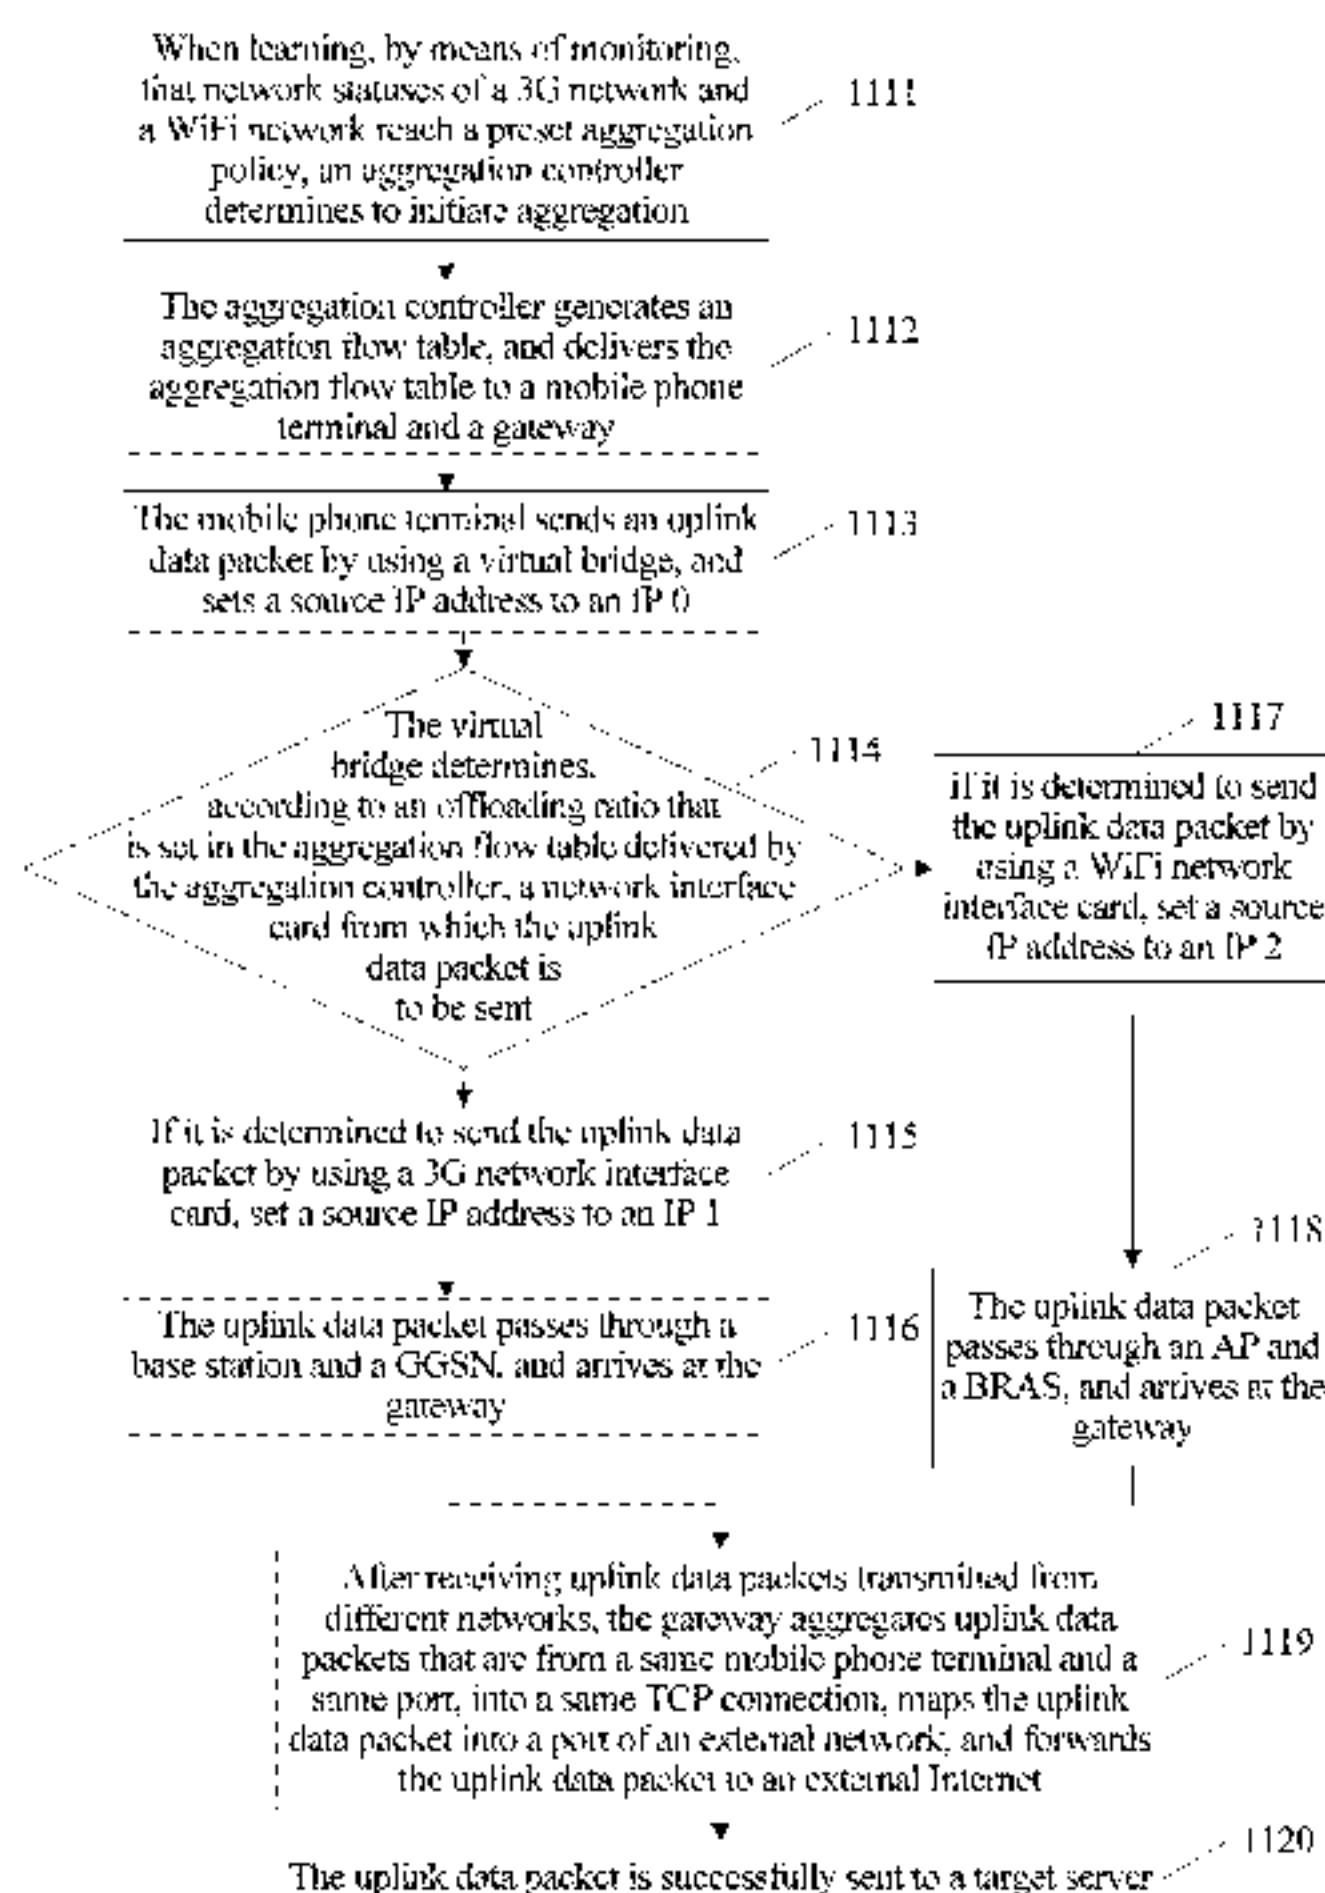 When learning, by means of monitoring,
that network statuses of a 3G network and
a WiFi network reach a preset aggregation
policy, an aggregation controller
determines to initiate aggregation
1111
The aggregation controller generates an
aggregation flow table, and delivers the
aggregation flow table to a mobile phone
terminal and a gateway
1112
The mobile phone terminal sends an uplink
data packet by using a virtual bridge, and
sets a source IP address to an IP 0
1113
The virtual
bridge determines,
according to an offloading ratio that
is set in the aggregation flow table delivered by
the aggregation controller, a network interface
card from which the uplink
data packet is
to be sent
1114
1117
if it is determined to send
the uplink data packet by
using a WiFi network
interface card, set a source
IP address to an IP 2
If it is determined to send the uplink data
packet by using a 3G network interface
card, set a source IP address to an IP 1
1115
The uplink data packet passes through a
base station and a GGSN, and arrives at the
gateway
1116
1118
The uplink data packet
passes through an AP and
a BRAS, and arrives at the
gateway
After receiving uplink data packets transmitted from
different networks, the gateway aggregates uplink data
packets that are from a same mobile phone terminal and a
same port, into a same TCP connection, maps the uplink
data packet into a port of an external network, and forwards
the uplink data packet to an external Internet
1119
The uplink data packet is successfully sent to a target server
1120